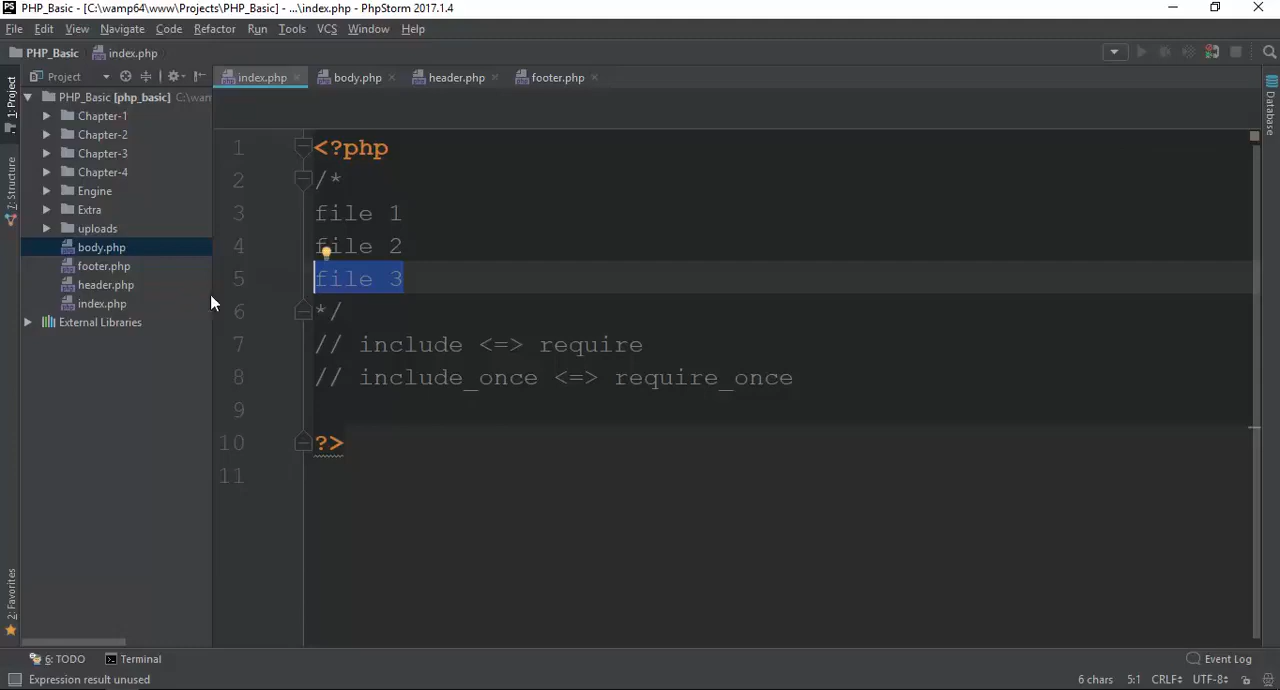 PHP_Basic - [C:\wamp64\www\Projects\PHP_Basic] - ...\index.php - PhpStorm 2017.1.4
File Edit View Navigate Code Refactor Run Tools VCS Window Help
PHP_Basic index.php
Project index.php body.php header.php footer.php
1: Project
7: Structure
2: Favorites
Database
PHP_Basic [php_basic]
Chapter-1
Chapter-2
Chapter-3
Chapter-4
Engine
Extra
uploads
body.php
footer.php
header.php
index.php
External Libraries
1 <?php
2 /*
3 file 1
4 file 2
5 file 3
6 */
7 // include <=> require
8 // include_once <=> require_once
9
10 ?>
11
6: TODO Terminal Event Log
Expression result unused 6 chars 5:1 CRLF UTF-8